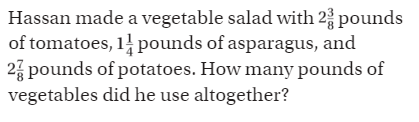 Hassan made a vegetable salad with 2⅜ pounds
of tomatoes, 1¼ pounds of asparagus, and
2⅞ pounds of potatoes. How many pounds of
vegetables did he use altogether?